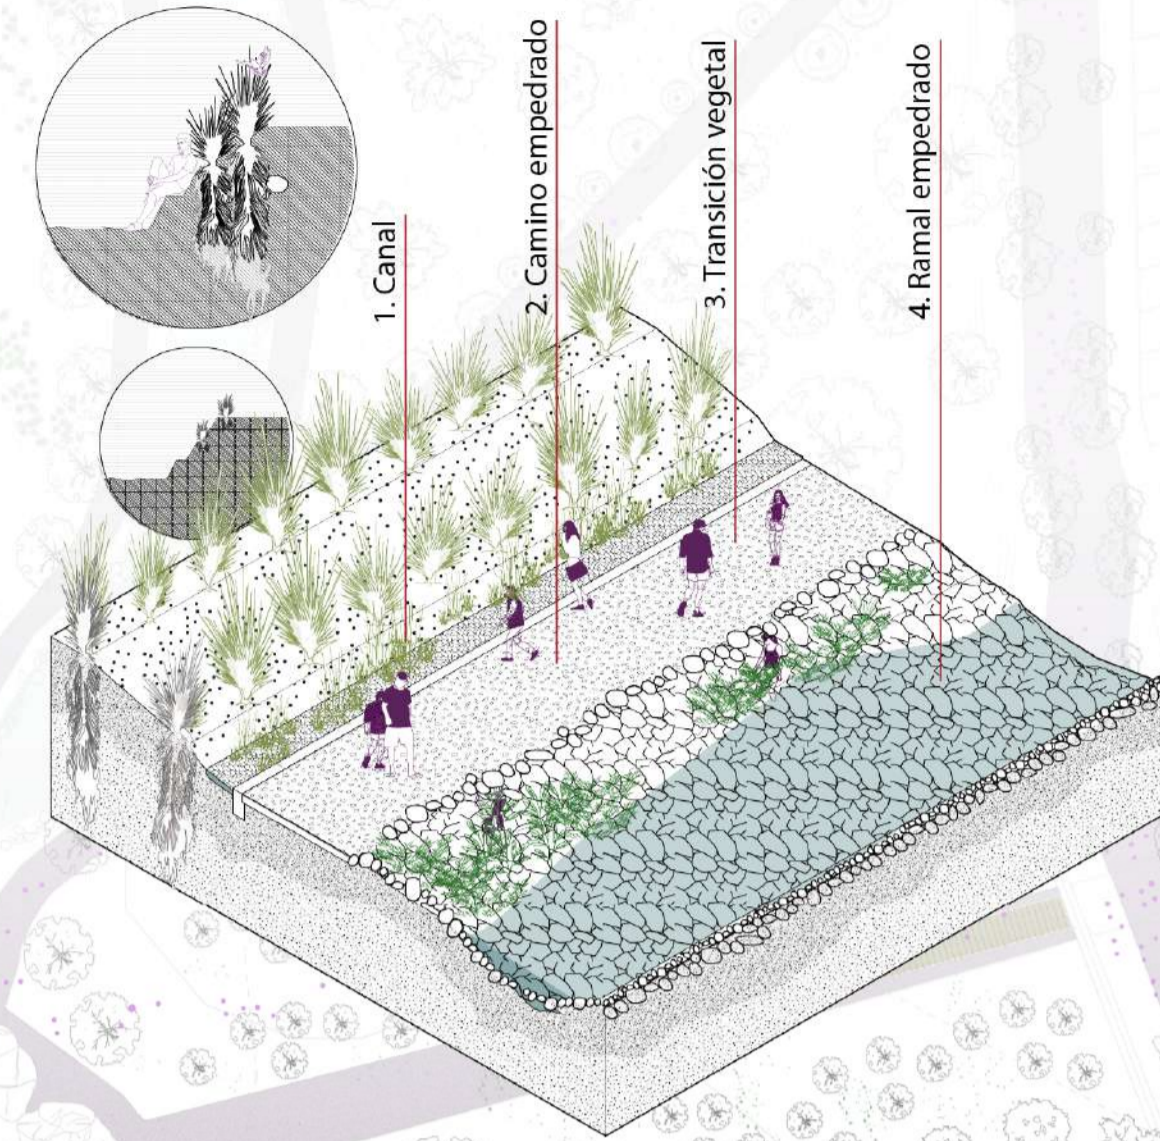 1. Canal
2. Camino empedrado
3. Transición vegetal
4. Ramal empedrado